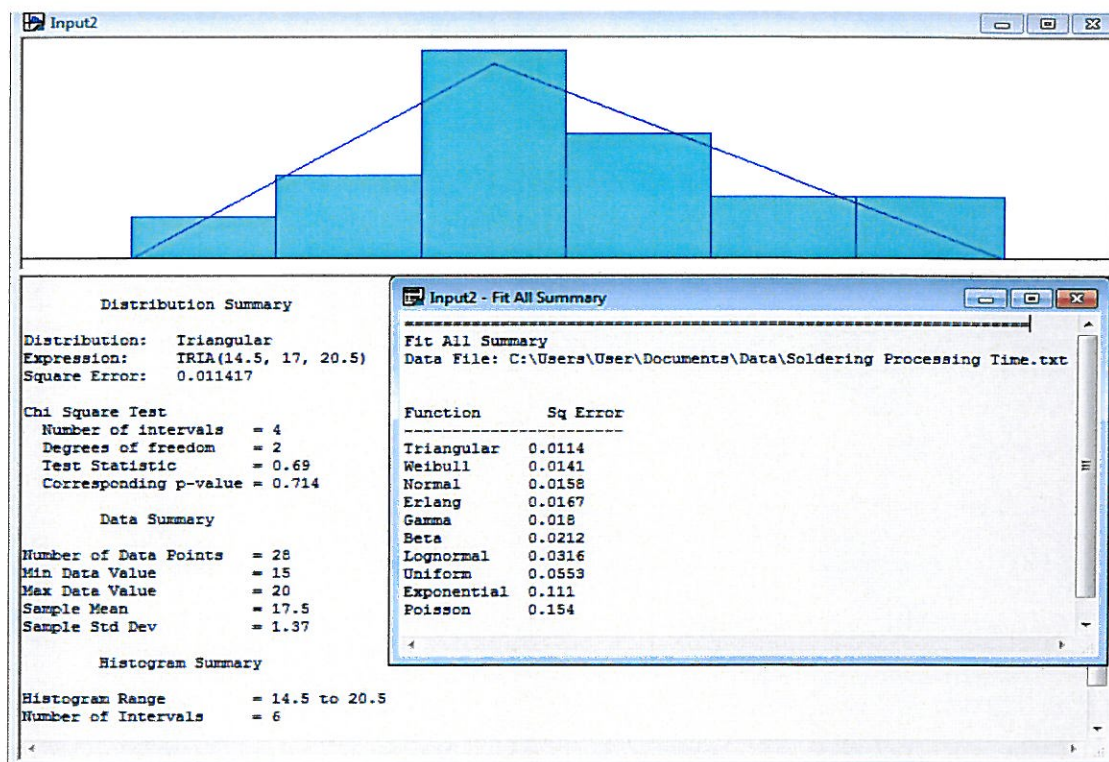 Input2
Distribution Summary
Distribution: Triangular
Expression: TRIA(14.5, 17, 20.5)
Square Error: 0.011417
Chi Square Test
Number of intervals = 4
Degrees of freedom = 2
Test Statistic = 0.69
Corresponding p-value = 0.714
Data Summary
Number of Data Points = 28
Min Data Value = 15
Max Data Value = 20
Sample Mean = 17.5
Sample Std Dev = 1.37
Histogram Summary
Histogram Range = 14.5 to 20.5
Number of Intervals = 6
Input2 - Fit All Summary
Fit All Summary
Data File: C:\Users\User\Documents\Data\Soldering Processing Time.txt
Function Sq Error
Triangular 0.0114
Weibull 0.0141
Normal 0.0158
Erlang 0.0167
Gamma 0.018
Beta 0.0212
Lognormal 0.0316
Uniform 0.0553
Exponential 0.111
Poisson 0.154